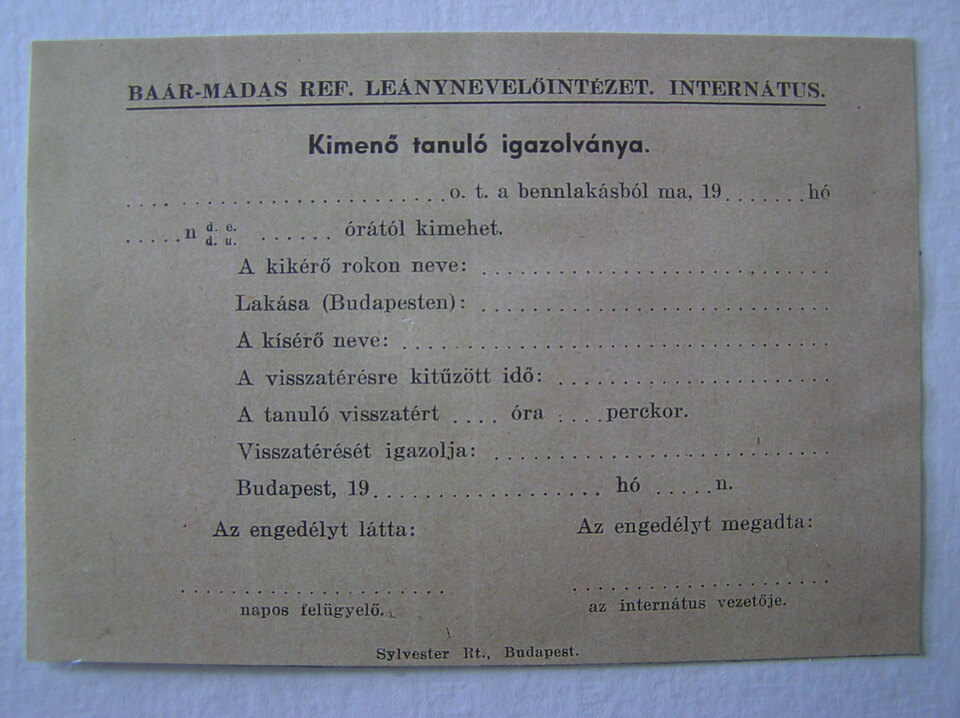 BAÁR-MADAS REF. LEÁNYNEVELŐINTÉZET. INTERNÁTUS.
Kimenő tanuló igazolványa.
.............................o. t. a bennlakásból ma, 19.......hó
.....n d. e. d. u. ...... órától kimehet.
A kikérő rokon neve: ..............................
Lakása (Budapesten): ..............................
A kísérő neve: .....................................
A visszatérésre kitűzött idő: ........................
A tanuló visszatért .... óra ....perckor.
Visszatérését igazolja: .............................
Budapest, 19................... hó .....n.
Az engedélyt látta: Az engedélyt megadta:
....................... .......................
napos felügyelő. az internátus vezetője.
Sylvester Rt., Budapest.